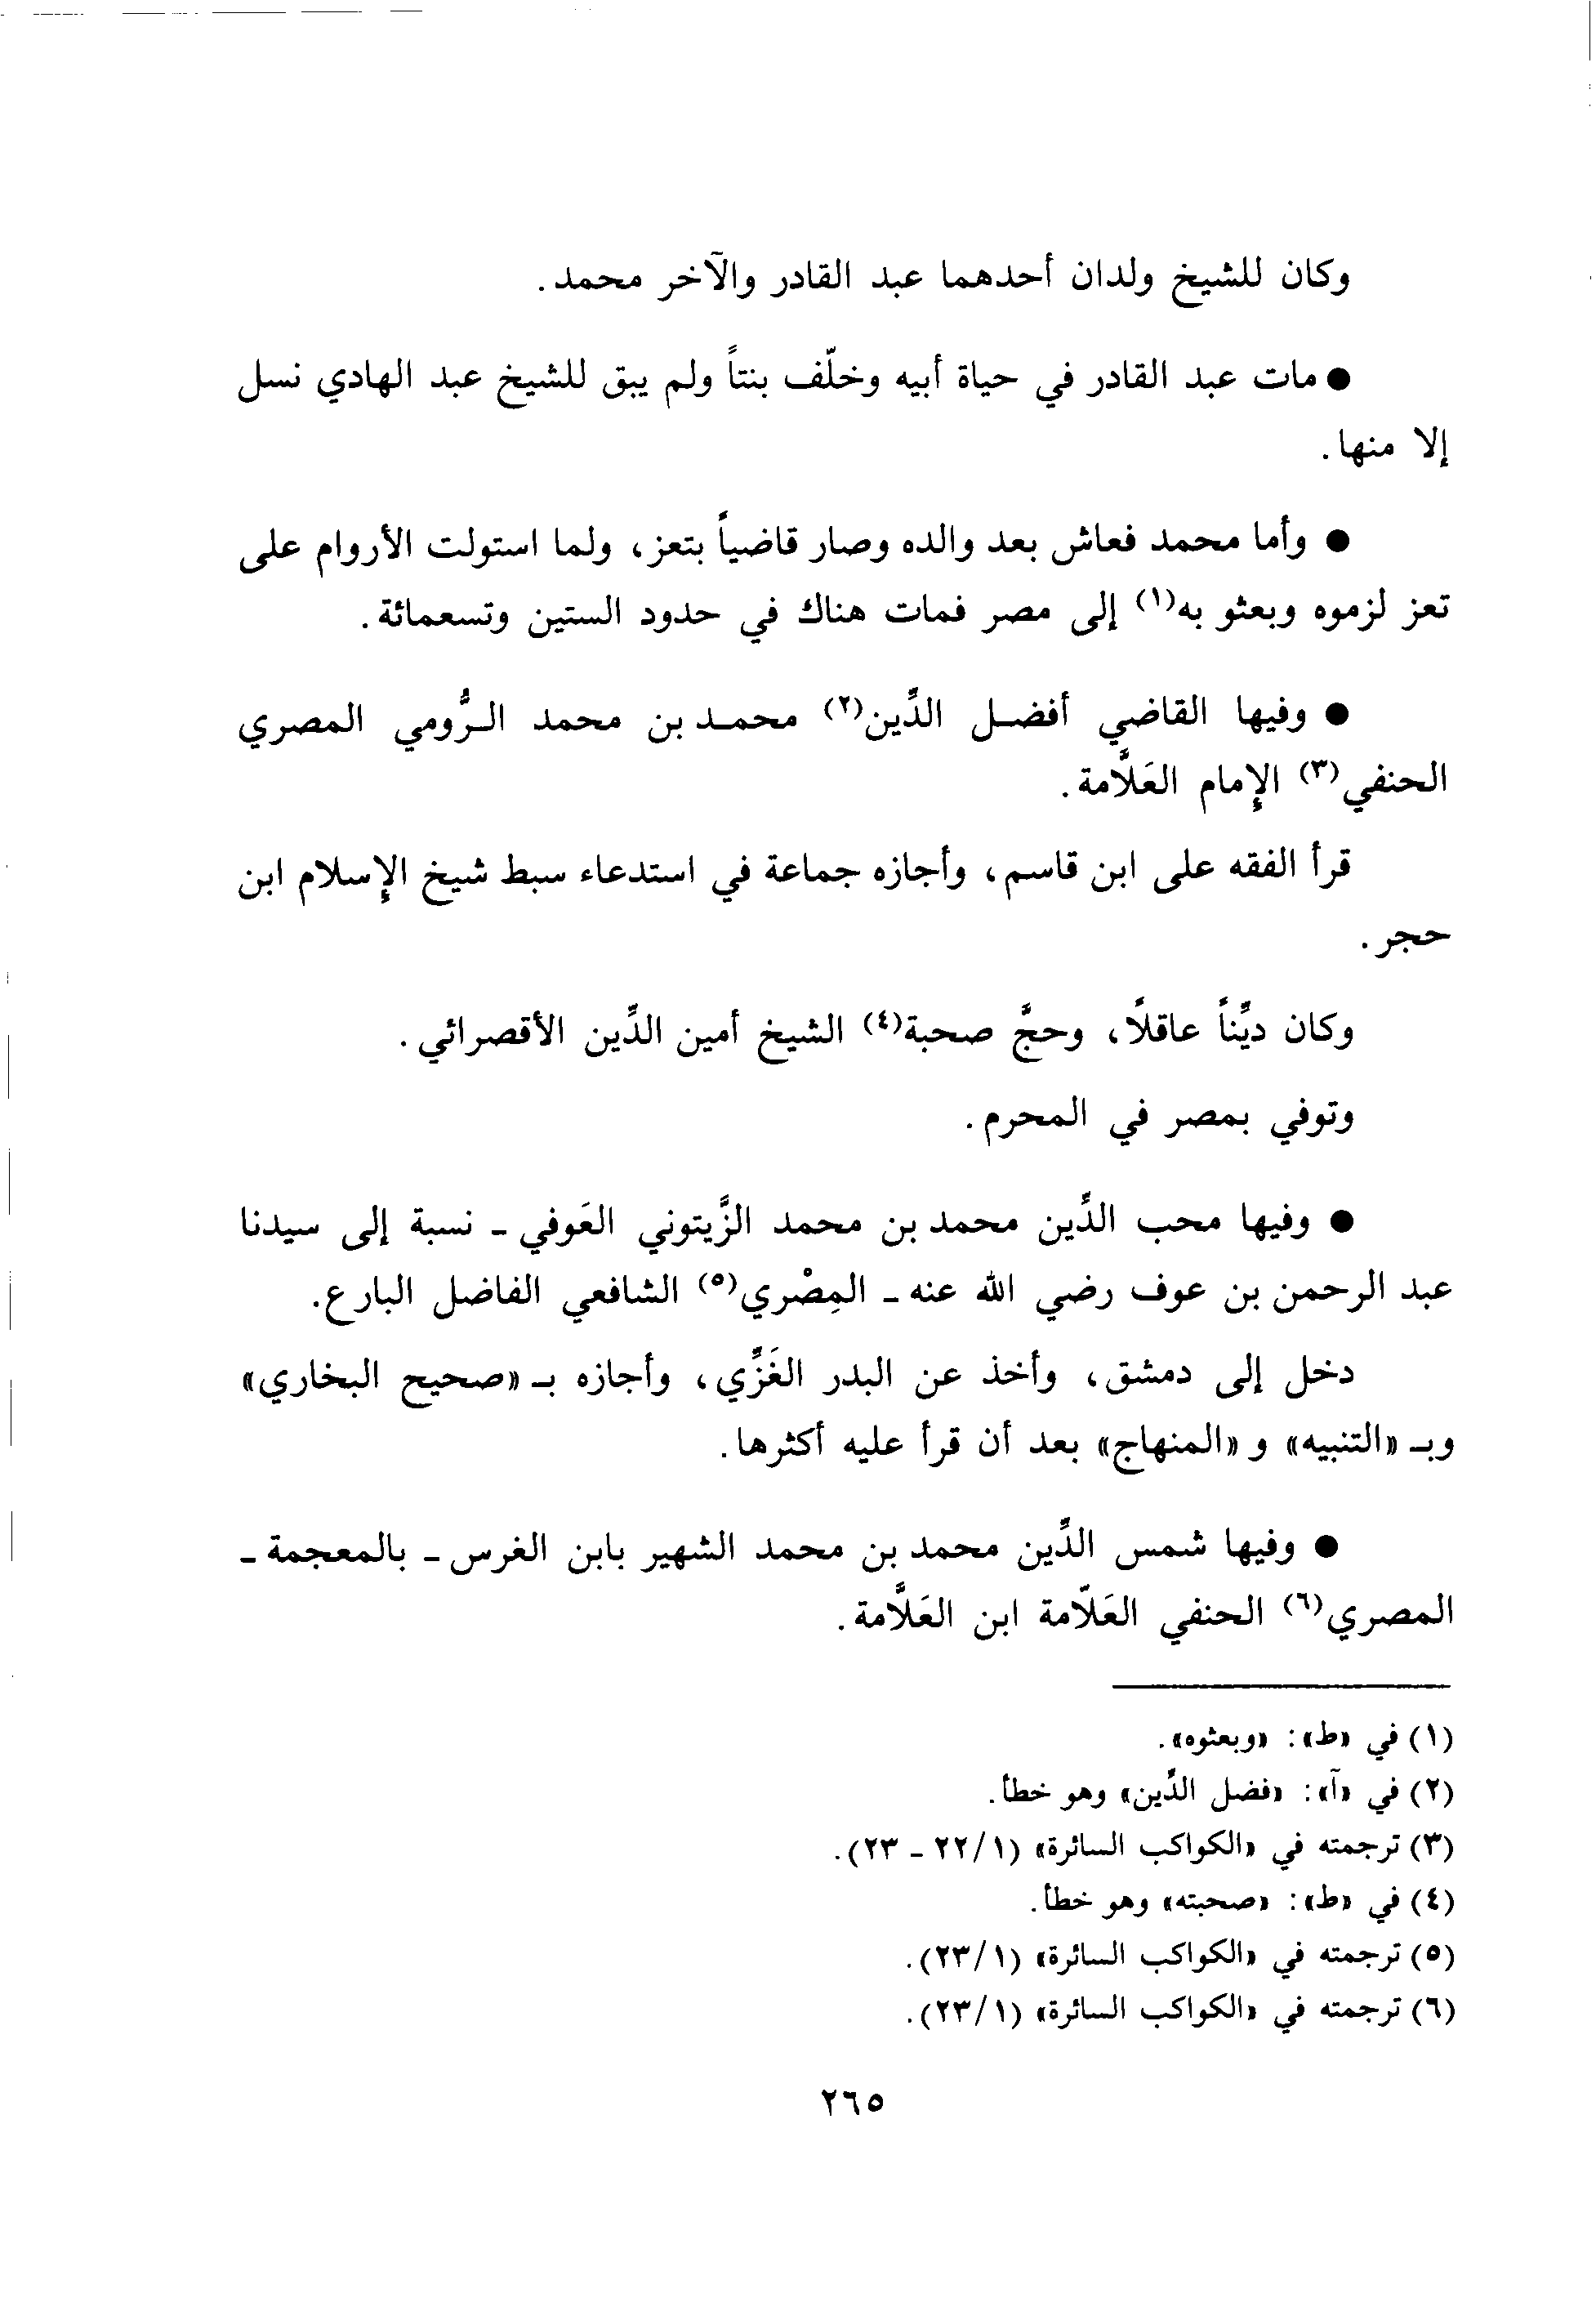 وكان للشيخ ولدان أحدهما عبد القادر والآخر محمد.
● مات عبد القادر في حياة أبيه وخلّف بنتاً ولم يبق للشيخ عبد الهادي نسل
إلا منها.
● وأما محمد فعاش بعد والده وصار قاضياً بتعز، ولما استولت الأروام على
تعز لزموه وبعثو به(١) إلى مصر فمات هناك في حدود الستين وتسعمائة.
● وفيها القاضي أفضل الدِّين(٢) محمد بن محمد الرُّومي المصري
الحنفي(٣) الإمام العَلَّامة.
قرأ الفقه على ابن قاسم، وأجازه جماعة في استدعاء سبط شيخ الإسلام ابن
حجر.
وكان ديِّناً عاقلًا، وحجَّ صحبة(٤) الشيخ أمين الدِّين الأقصرائي.
وتوفي بمصر في المحرم.
● وفيها محب الدِّين محمد بن محمد الزَّيتوني العَوفي - نسبة إلى سيدنا
عبد الرحمن بن عوف رضي الله عنه - المِصْري(٥) الشافعي الفاضل البارع.
دخل إلى دمشق، وأخذ عن البدر الغَزِّي، وأجازه بـ «صحيح البخاري»
وبـ «التنبيه» و «المنهاج» بعد أن قرأ عليه أكثرها.
● وفيها شمس الدِّين محمد بن محمد الشهير بابن الغرس - بالمعجمة -
المصري(٦) الحنفي العَلّامة ابن العَلَّامة.
(١) في «ط»: «وبعثوه».
(٢) في «آ»: «فضل الدِّين» وهو خطأ.
(٣) ترجمته في «الكواكب السائرة» (١/٢٢ - ٢٣).
(٤) في «ط»: «صحبته» وهو خطأ.
(٥) ترجمته في «الكواكب السائرة» (١/٢٣).
(٦) ترجمته في «الكواكب السائرة» (١/٢٣).
٢٦٥